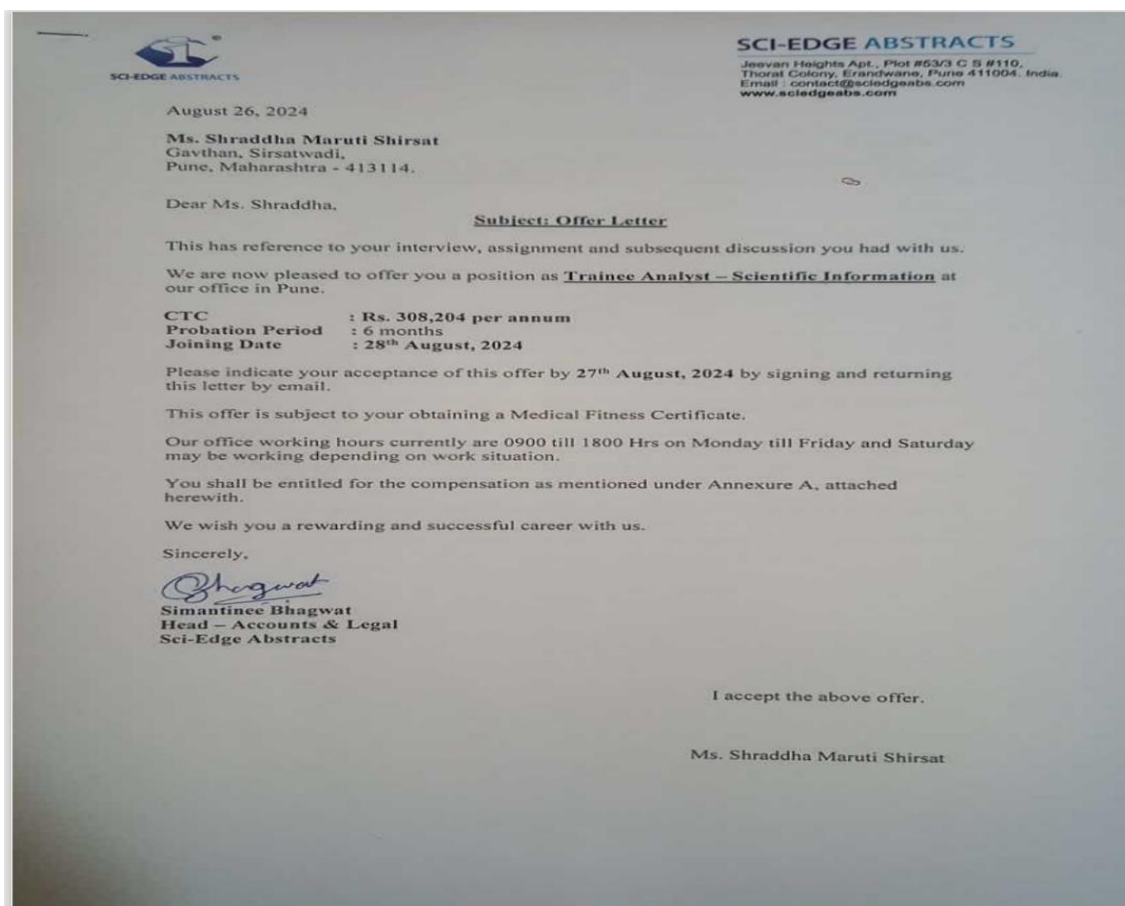 SCI-EDGE ABSTRACTS
SCI-EDGE ABSTRACTS
Jeevan Heights Apt., Plot #53/3 C S #110,
Thorat Colony, Erandwane, Pune 411004. India.
Email : contact@sciedgeabs.com
www.sciedgeabs.com
August 26, 2024
Ms. Shraddha Maruti Shirsat
Gavthan, Sirsatwadi,
Pune, Maharashtra - 413114.
Dear Ms. Shraddha,
Subject: Offer Letter
This has reference to your interview, assignment and subsequent discussion you had with us.
We are now pleased to offer you a position as Trainee Analyst – Scientific Information at
our office in Pune.
CTC : Rs. 308,204 per annum
Probation Period : 6 months
Joining Date : 28th August, 2024
Please indicate your acceptance of this offer by 27th August, 2024 by signing and returning
this letter by email.
This offer is subject to your obtaining a Medical Fitness Certificate.
Our office working hours currently are 0900 till 1800 Hrs on Monday till Friday and Saturday
may be working depending on work situation.
You shall be entitled for the compensation as mentioned under Annexure A, attached
herewith.
We wish you a rewarding and successful career with us.
Sincerely,
Bhagwat
Simantinee Bhagwat
Head – Accounts & Legal
Sci-Edge Abstracts
I accept the above offer.
Ms. Shraddha Maruti Shirsat